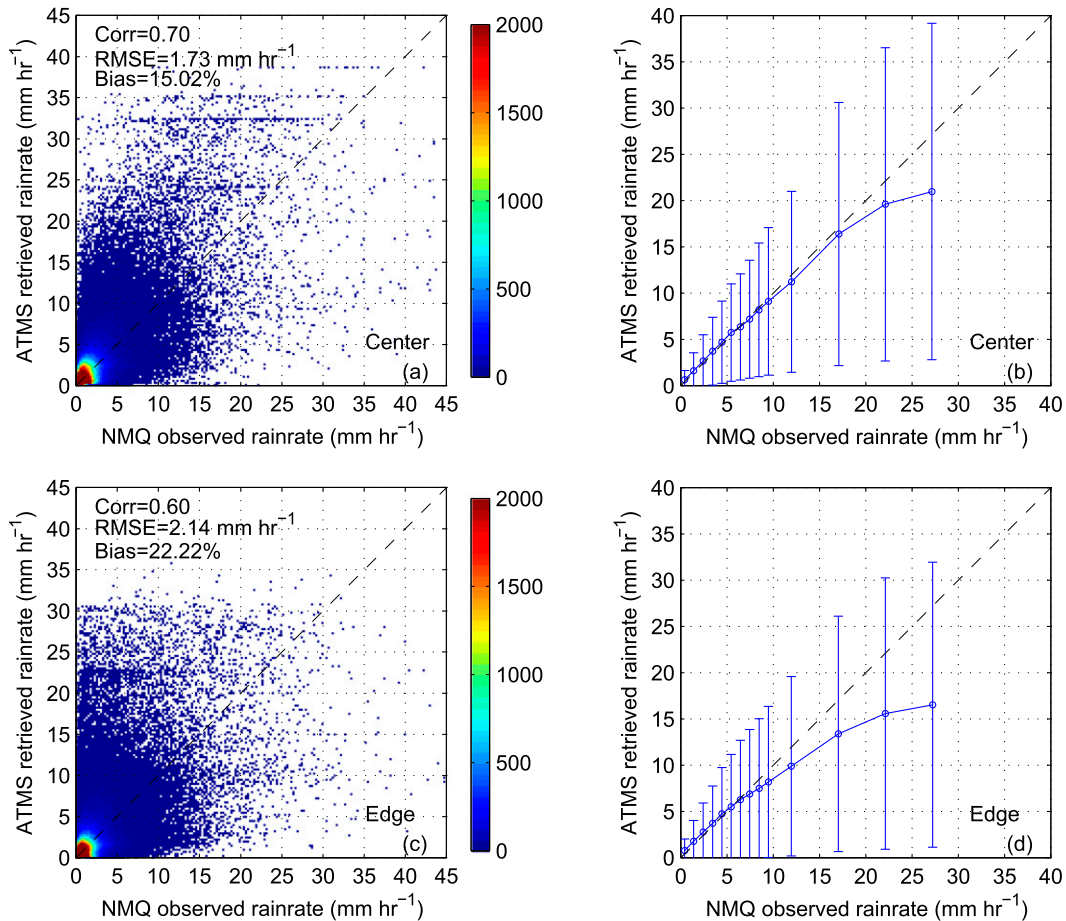 Corr=0.70
RMSE=1.73 mm hr⁻¹
Bias=15.02%
Center
(a)
45
40
35
30
25
20
15
10
5
0
0 5 10 15 20 25 30 35 40 45
NMQ observed rainrate (mm hr⁻¹)
ATMS retrieved rainrate (mm hr⁻¹)
2000
1500
1000
500
0
Center
(b)
40
35
30
25
20
15
10
5
0
0 5 10 15 20 25 30 35 40
NMQ observed rainrate (mm hr⁻¹)
ATMS retrieved rainrate (mm hr⁻¹)
Corr=0.60
RMSE=2.14 mm hr⁻¹
Bias=22.22%
Edge
(c)
45
40
35
30
25
20
15
10
5
0
0 5 10 15 20 25 30 35 40 45
NMQ observed rainrate (mm hr⁻¹)
ATMS retrieved rainrate (mm hr⁻¹)
2000
1500
1000
500
0
Edge
(d)
40
35
30
25
20
15
10
5
0
0 5 10 15 20 25 30 35 40
NMQ observed rainrate (mm hr⁻¹)
ATMS retrieved rainrate (mm hr⁻¹)